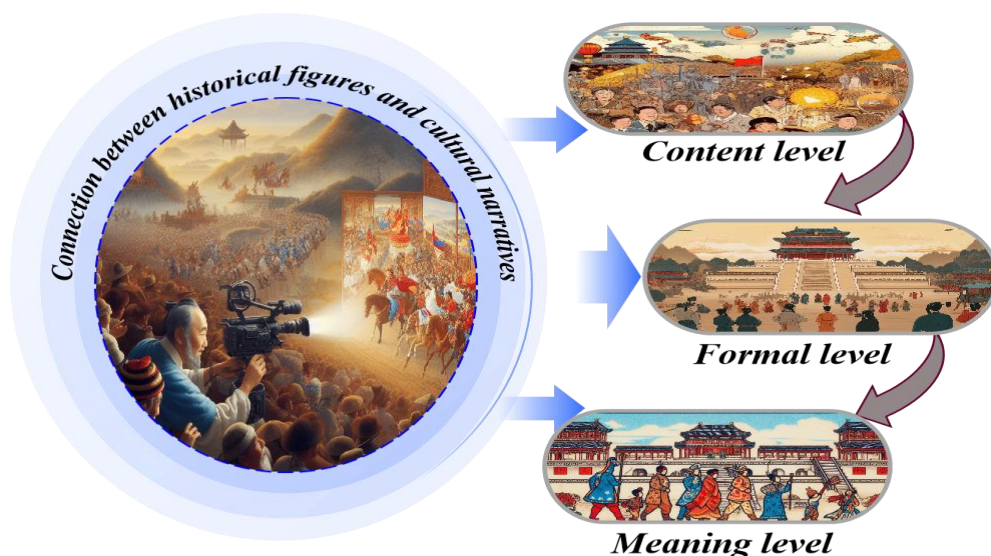 Connection between historical figures and cultural narratives
Content level
Formal level
Meaning level